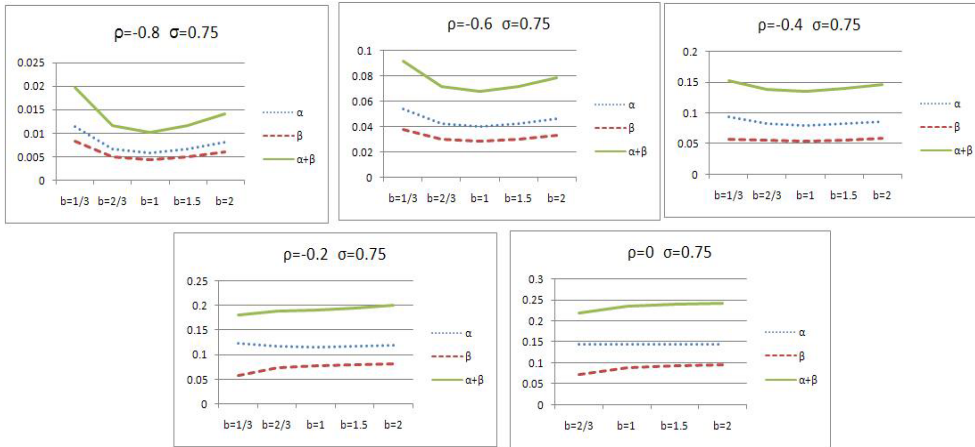 ρ=-0.8 σ=0.75
0.025
0.02
0.015
0.01
0.005
0
b=1/3 b=2/3 b=1 b=1.5 b=2
α
β
α+β
ρ=-0.6 σ=0.75
0.1
0.08
0.06
0.04
0.02
0
b=1/3 b=2/3 b=1 b=1.5 b=2
α
β
α+β
ρ=-0.4 σ=0.75
0.2
0.15
0.1
0.05
0
b=1/3 b=2/3 b=1 b=1.5 b=2
α
β
α+β
ρ=-0.2 σ=0.75
0.25
0.2
0.15
0.1
0.05
0
b=1/3 b=2/3 b=1 b=1.5 b=2
α
β
α+β
ρ=0 σ=0.75
0.3
0.25
0.2
0.15
0.1
0.05
0
b=2/3 b=1 b=1.5 b=2
α
β
α+β